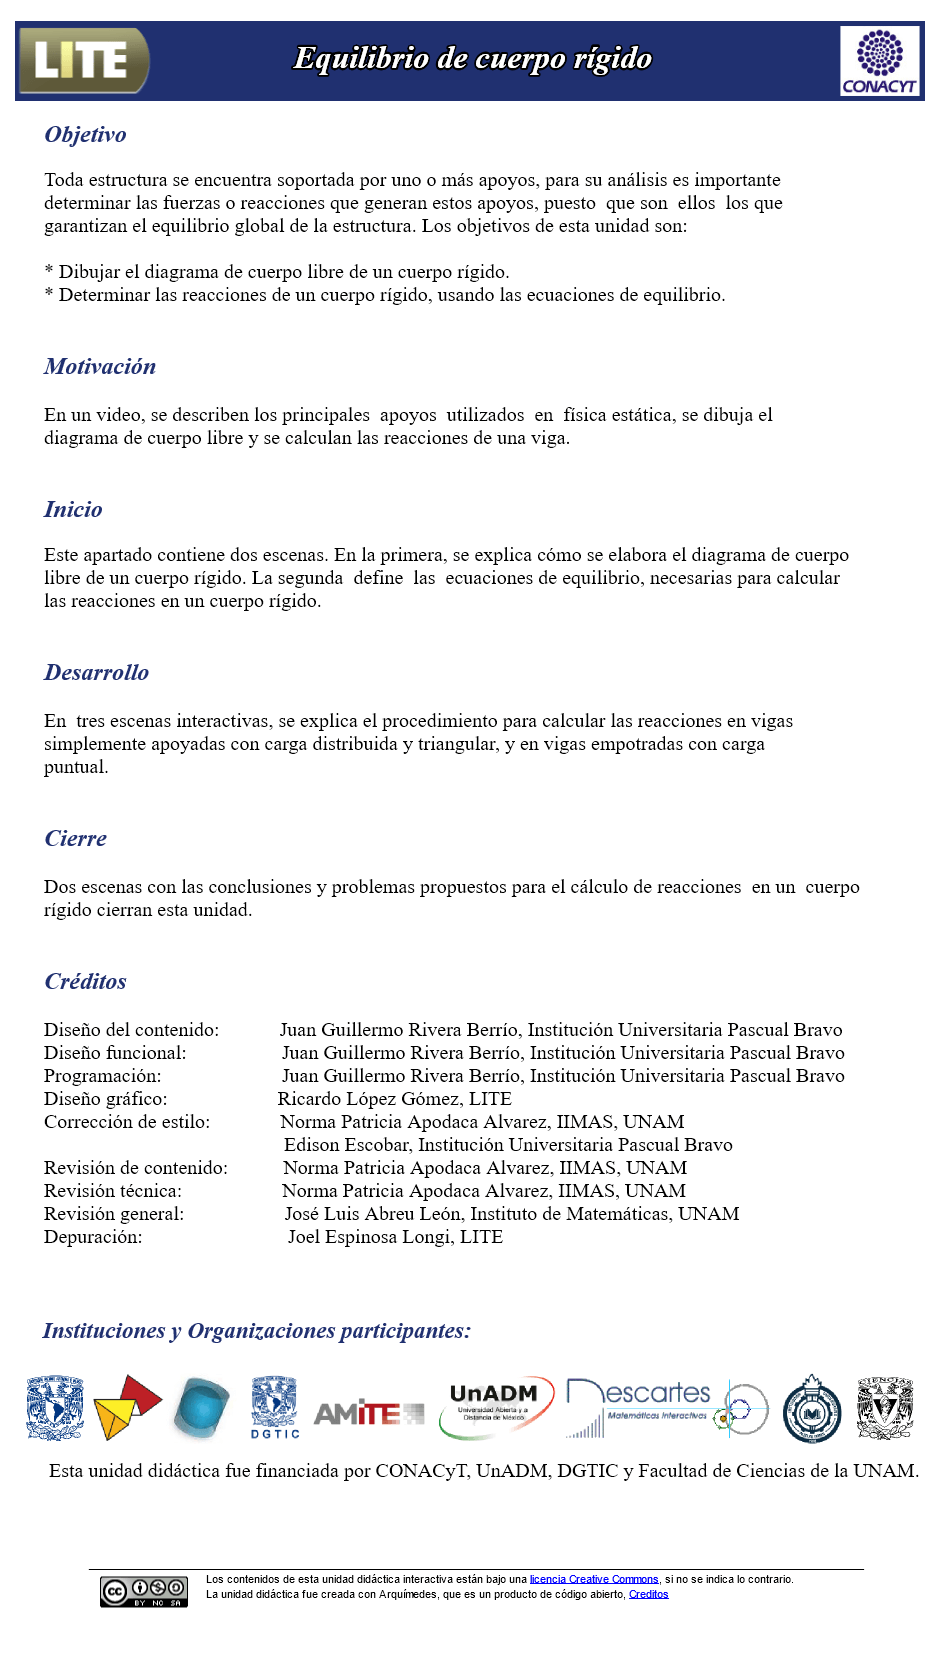 LITE
Equilibrio de cuerpo rígido
CONACYT
Objetivo
Toda estructura se encuentra soportada por uno o más apoyos, para su análisis es importante
determinar las fuerzas o reacciones que generan estos apoyos, puesto que son ellos los que
garantizan el equilibrio global de la estructura. Los objetivos de esta unidad son:
* Dibujar el diagrama de cuerpo libre de un cuerpo rígido.
* Determinar las reacciones de un cuerpo rígido, usando las ecuaciones de equilibrio.
Motivación
En un video, se describen los principales apoyos utilizados en física estática, se dibuja el
diagrama de cuerpo libre y se calculan las reacciones de una viga.
Inicio
Este apartado contiene dos escenas. En la primera, se explica cómo se elabora el diagrama de cuerpo
libre de un cuerpo rígido. La segunda define las ecuaciones de equilibrio, necesarias para calcular
las reacciones en un cuerpo rígido.
Desarrollo
En tres escenas interactivas, se explica el procedimiento para calcular las reacciones en vigas
simplemente apoyadas con carga distribuida y triangular, y en vigas empotradas con carga
puntual.
Cierre
Dos escenas con las conclusiones y problemas propuestos para el cálculo de reacciones en un cuerpo
rígido cierran esta unidad.
Créditos
Diseño del contenido: Juan Guillermo Rivera Berrío, Institución Universitaria Pascual Bravo
Diseño funcional: Juan Guillermo Rivera Berrío, Institución Universitaria Pascual Bravo
Programación: Juan Guillermo Rivera Berrío, Institución Universitaria Pascual Bravo
Diseño gráfico: Ricardo López Gómez, LITE
Corrección de estilo: Norma Patricia Apodaca Alvarez, IIMAS, UNAM
Edison Escobar, Institución Universitaria Pascual Bravo
Revisión de contenido: Norma Patricia Apodaca Alvarez, IIMAS, UNAM
Revisión técnica: Norma Patricia Apodaca Alvarez, IIMAS, UNAM
Revisión general: José Luis Abreu León, Instituto de Matemáticas, UNAM
Depuración: Joel Espinosa Longi, LITE
Instituciones y Organizaciones participantes:
DGTIC
AMITE
UnADM
Universidad Abierta y a
Distancia de México
Descartes
Matemáticas Interactivas
CIENCIAS
Esta unidad didáctica fue financiada por CONACyT, UnADM, DGTIC y Facultad de Ciencias de la UNAM.
cc BY NC SA
Los contenidos de esta unidad didáctica interactiva están bajo una licencia Creative Commons, si no se indica lo contrario.
La unidad didáctica fue creada con Arquímedes, que es un producto de código abierto, Creditos